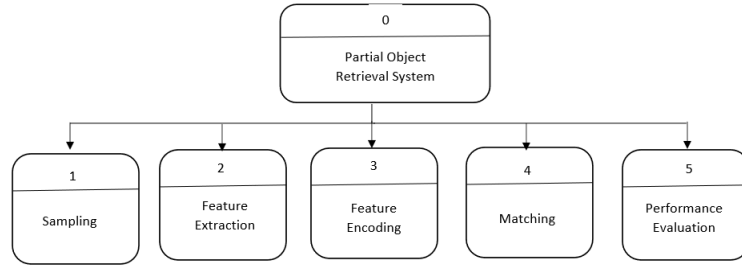 0
Partial Object
Retrieval System
1
Sampling
2
Feature
Extraction
3
Feature
Encoding
4
Matching
5
Performance
Evaluation